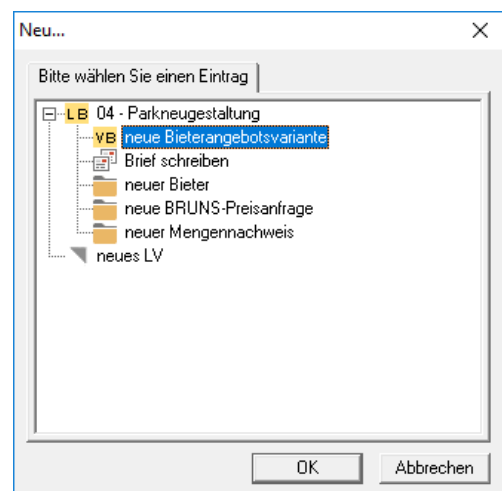 Neu...
Bitte wählen Sie einen Eintrag
LB 04 - Parkneugestaltung
VB neue Bieterangebotsvariante
Brief schreiben
neuer Bieter
neue BRUNS-Preisanfrage
neuer Mengennachweis
neues LV
OK Abbrechen